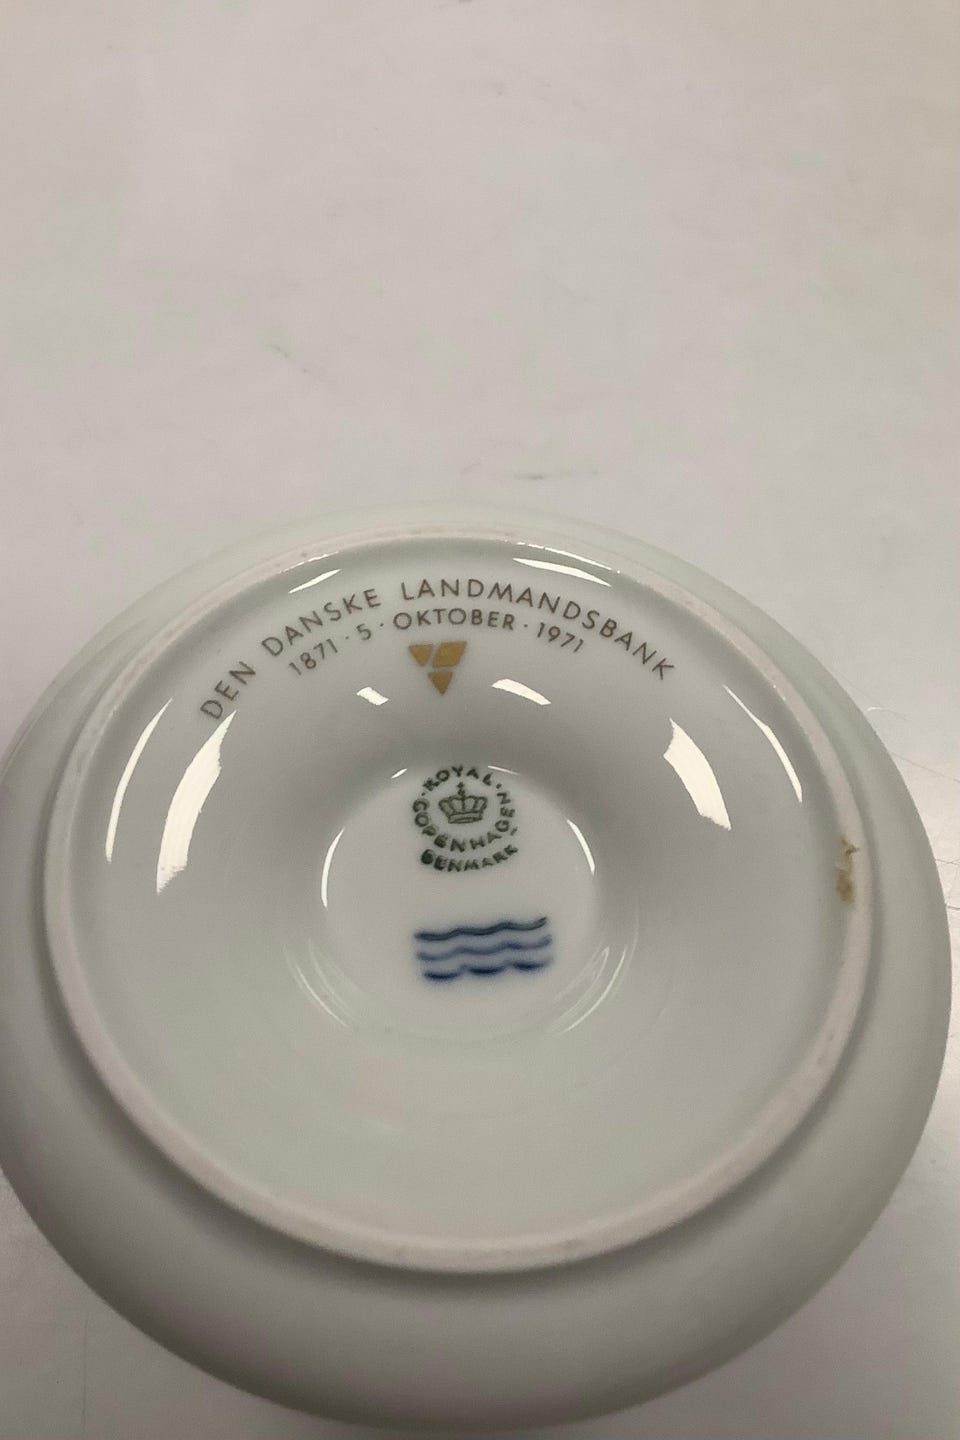 DEN DANSKE LANDMANDSBANK
1871 · 5 · OKTOBER · 1971
· ROYAL ·
COPENHAGEN
DENMARK